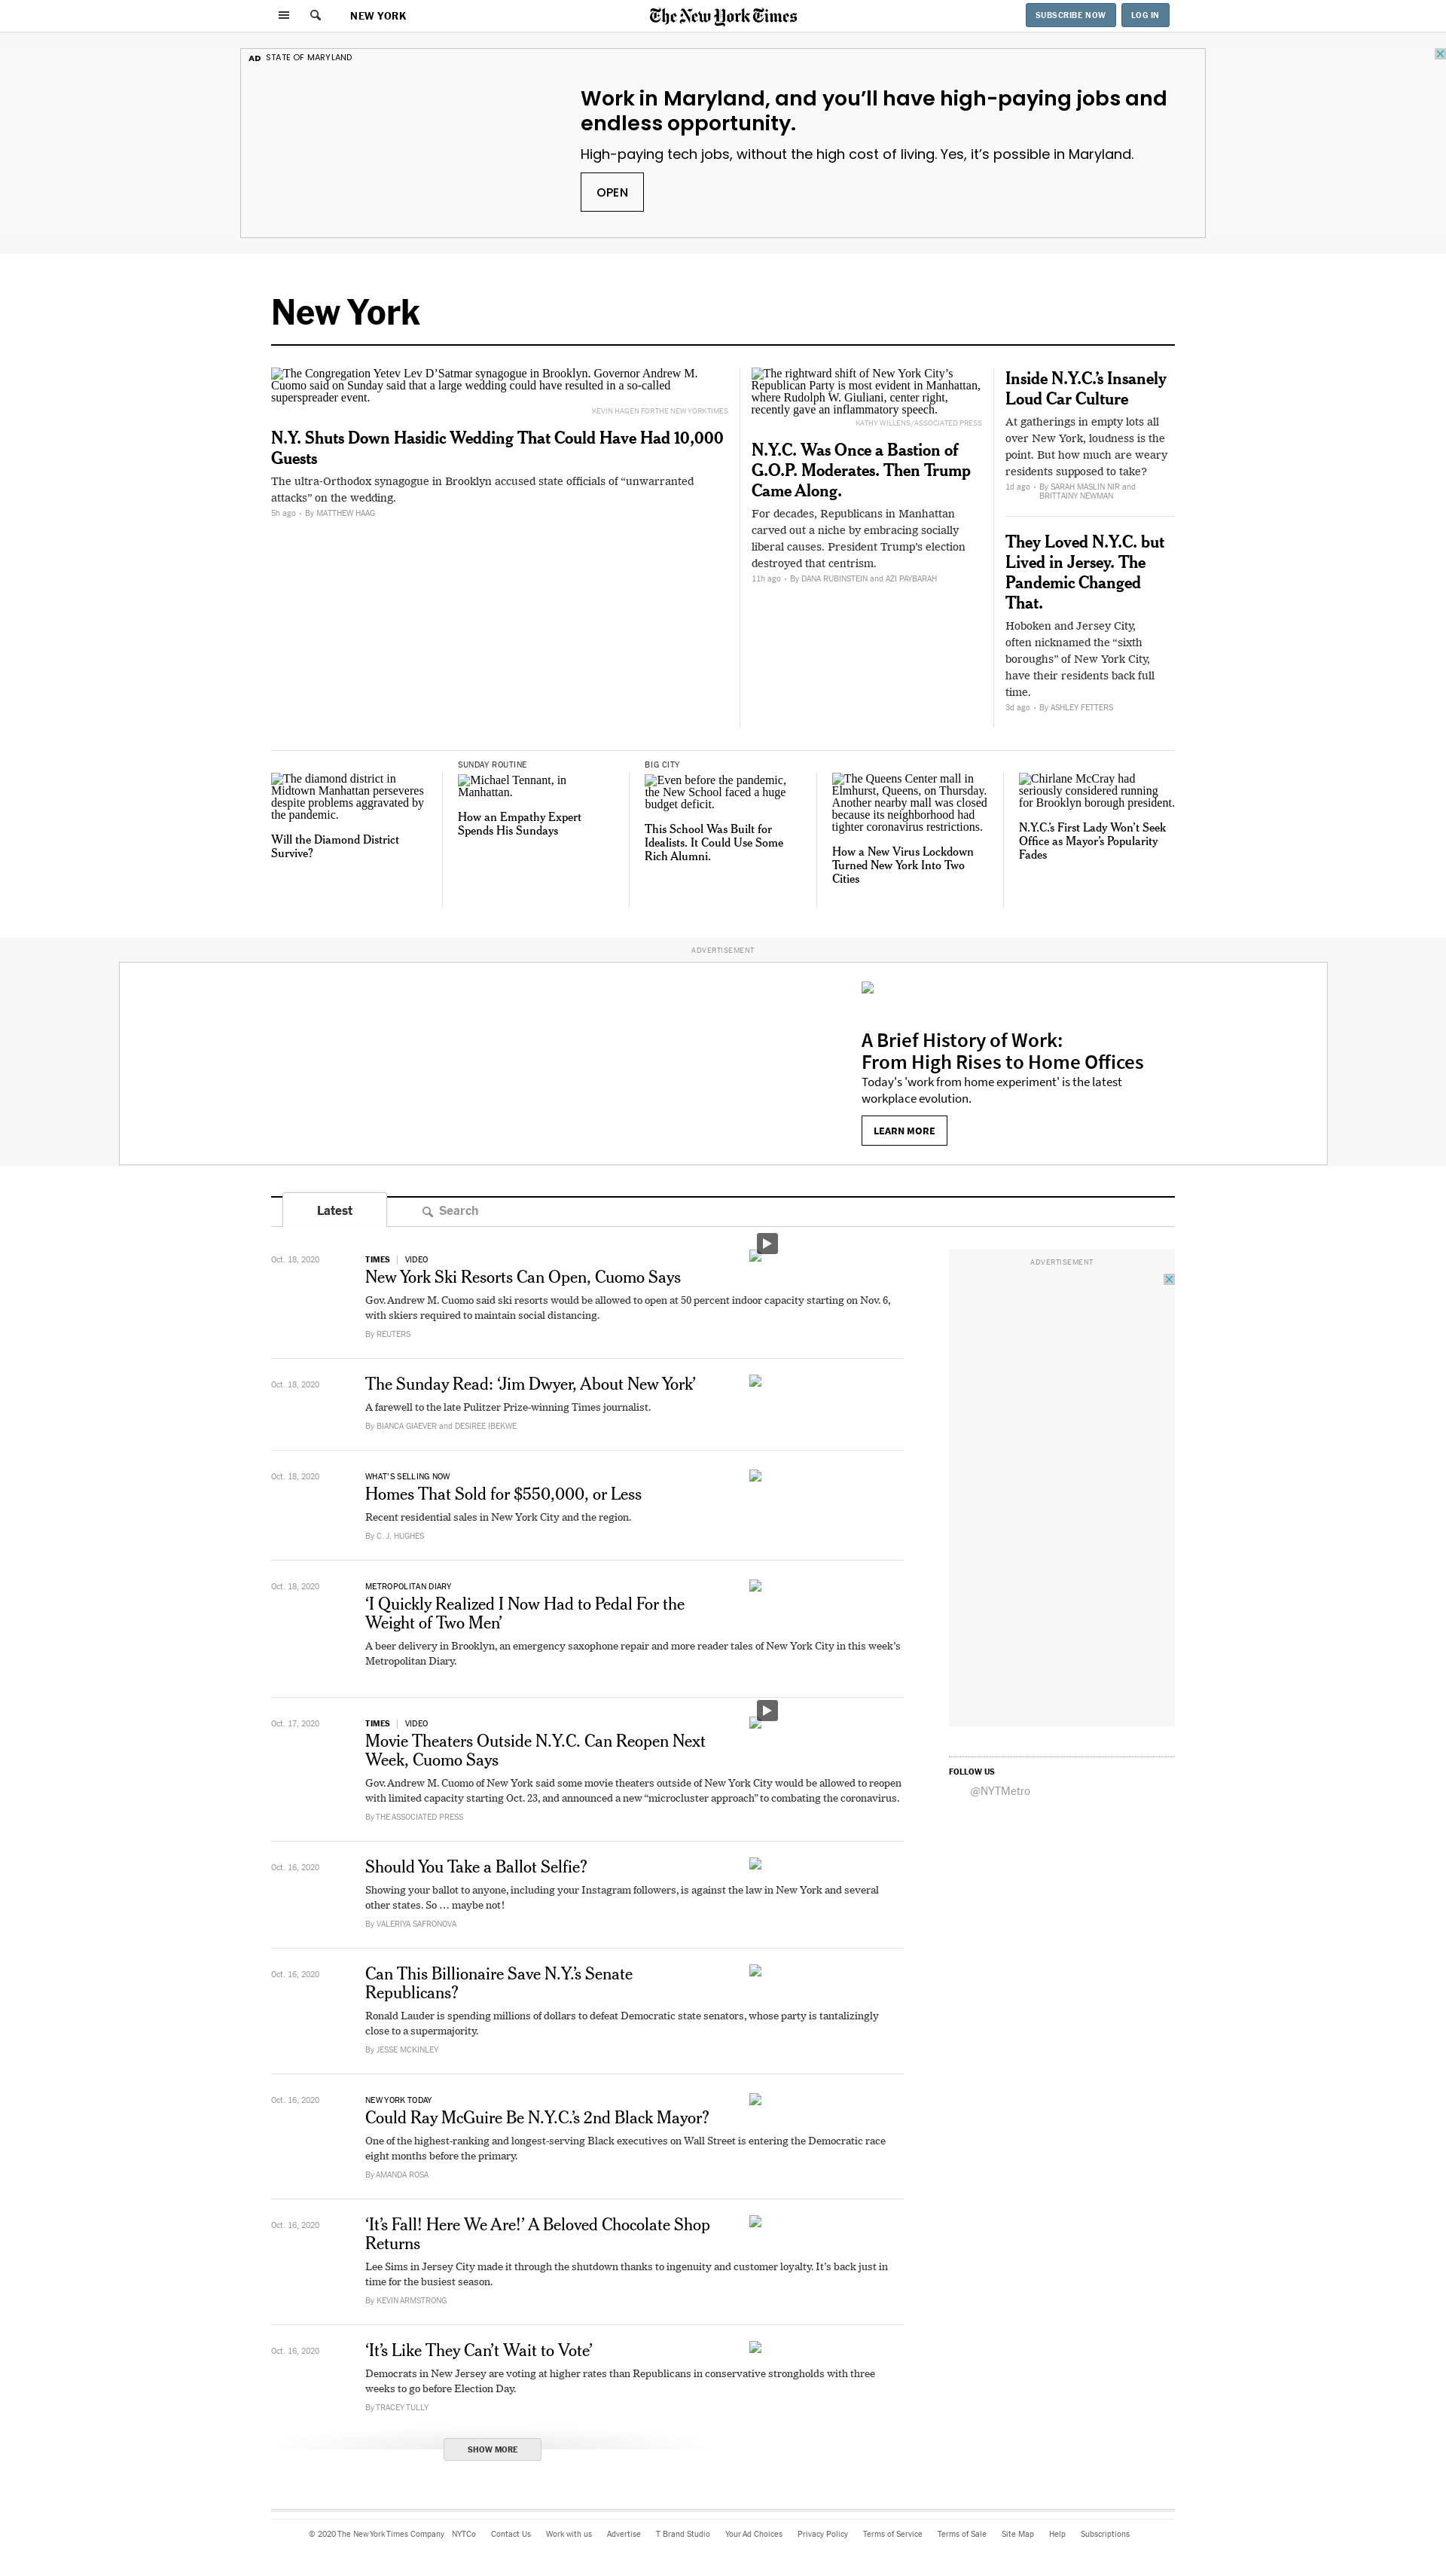 NEW YORK
The New York Times
SUBSCRIBE NOW
LOG IN
AD STATE OF MARYLAND
Work in Maryland, and you’ll have high-paying jobs and
endless opportunity.
High-paying tech jobs, without the high cost of living. Yes, it’s possible in Maryland.
OPEN
New York
The Congregation Yetev Lev D’Satmar synagogue in Brooklyn. Governor Andrew M.
Cuomo said on Sunday said that a large wedding could have resulted in a so-called
superspreader event.
KEVIN HAGEN FOR THE NEW YORK TIMES
N.Y. Shuts Down Hasidic Wedding That Could Have Had 10,000
Guests
The ultra-Orthodox synagogue in Brooklyn accused state officials of “unwarranted
attacks” on the wedding.
5h ago • By MATTHEW HAAG
The rightward shift of New York City’s
Republican Party is most evident in Manhattan,
where Rudolph W. Giuliani, center right,
recently gave an inflammatory speech.
KATHY WILLENS/ASSOCIATED PRESS
N.Y.C. Was Once a Bastion of
G.O.P. Moderates. Then Trump
Came Along.
For decades, Republicans in Manhattan
carved out a niche by embracing socially
liberal causes. President Trump’s election
destroyed that centrism.
11h ago • By DANA RUBINSTEIN and AZI PAYBARAH
Inside N.Y.C.’s Insanely
Loud Car Culture
At gatherings in empty lots all
over New York, loudness is the
point. But how much are weary
residents supposed to take?
1d ago • By SARAH MASLIN NIR and
BRITTAINY NEWMAN
They Loved N.Y.C. but
Lived in Jersey. The
Pandemic Changed
That.
Hoboken and Jersey City,
often nicknamed the “sixth
boroughs” of New York City,
have their residents back full
time.
3d ago • By ASHLEY FETTERS
The diamond district in
Midtown Manhattan perseveres
despite problems aggravated by
the pandemic.
Will the Diamond District
Survive?
SUNDAY ROUTINE
Michael Tennant, in
Manhattan.
How an Empathy Expert
Spends His Sundays
BIG CITY
Even before the pandemic,
the New School faced a huge
budget deficit.
This School Was Built for
Idealists. It Could Use Some
Rich Alumni.
The Queens Center mall in
Elmhurst, Queens, on Thursday.
Another nearby mall was closed
because its neighborhood had
tighter coronavirus restrictions.
How a New Virus Lockdown
Turned New York Into Two
Cities
Chirlane McCray had
seriously considered running
for Brooklyn borough president.
N.Y.C.’s First Lady Won’t Seek
Office as Mayor’s Popularity
Fades
ADVERTISEMENT
A Brief History of Work:
From High Rises to Home Offices
Today's 'work from home experiment' is the latest
workplace evolution.
LEARN MORE
Latest
Search
Oct. 18, 2020
TIMES | VIDEO
New York Ski Resorts Can Open, Cuomo Says
Gov. Andrew M. Cuomo said ski resorts would be allowed to open at 50 percent indoor capacity starting on Nov. 6,
with skiers required to maintain social distancing.
By REUTERS
Oct. 18, 2020
The Sunday Read: ‘Jim Dwyer, About New York’
A farewell to the late Pulitzer Prize-winning Times journalist.
By BIANCA GIAEVER and DESIREE IBEKWE
Oct. 18, 2020
WHAT’S SELLING NOW
Homes That Sold for $550,000, or Less
Recent residential sales in New York City and the region.
By C. J. HUGHES
Oct. 18, 2020
METROPOLITAN DIARY
‘I Quickly Realized I Now Had to Pedal For the
Weight of Two Men’
A beer delivery in Brooklyn, an emergency saxophone repair and more reader tales of New York City in this week’s
Metropolitan Diary.
Oct. 17, 2020
TIMES | VIDEO
Movie Theaters Outside N.Y.C. Can Reopen Next
Week, Cuomo Says
Gov. Andrew M. Cuomo of New York said some movie theaters outside of New York City would be allowed to reopen
with limited capacity starting Oct. 23, and announced a new “microcluster approach” to combating the coronavirus.
By THE ASSOCIATED PRESS
Oct. 16, 2020
Should You Take a Ballot Selfie?
Showing your ballot to anyone, including your Instagram followers, is against the law in New York and several
other states. So … maybe not!
By VALERIYA SAFRONOVA
Oct. 16, 2020
Can This Billionaire Save N.Y.’s Senate
Republicans?
Ronald Lauder is spending millions of dollars to defeat Democratic state senators, whose party is tantalizingly
close to a supermajority.
By JESSE MCKINLEY
Oct. 16, 2020
NEW YORK TODAY
Could Ray McGuire Be N.Y.C.’s 2nd Black Mayor?
One of the highest-ranking and longest-serving Black executives on Wall Street is entering the Democratic race
eight months before the primary.
By AMANDA ROSA
Oct. 16, 2020
‘It’s Fall! Here We Are!’ A Beloved Chocolate Shop
Returns
Lee Sims in Jersey City made it through the shutdown thanks to ingenuity and customer loyalty. It’s back just in
time for the busiest season.
By KEVIN ARMSTRONG
Oct. 16, 2020
‘It’s Like They Can’t Wait to Vote’
Democrats in New Jersey are voting at higher rates than Republicans in conservative strongholds with three
weeks to go before Election Day.
By TRACEY TULLY
SHOW MORE
ADVERTISEMENT
FOLLOW US
@NYTMetro
© 2020 The New York Times Company NYTCo Contact Us Work with us Advertise T Brand Studio Your Ad Choices Privacy Policy Terms of Service Terms of Sale Site Map Help Subscriptions